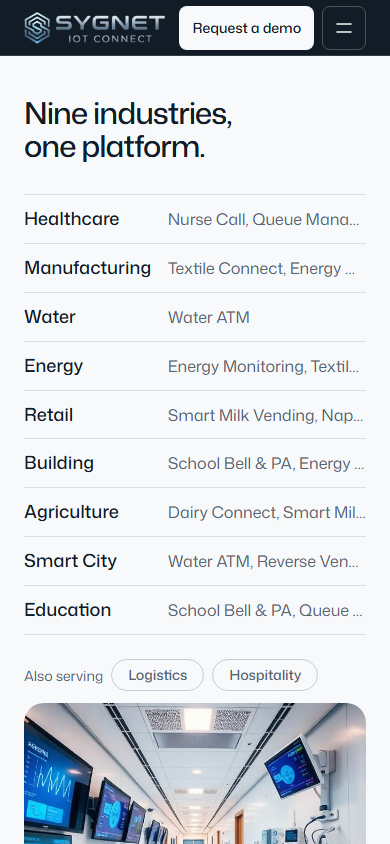 SYGNET
IOT CONNECT
Request a demo
Nine industries,
one platform.
Healthcare Nurse Call, Queue Mana...
Manufacturing Textile Connect, Energy ...
Water Water ATM
Energy Energy Monitoring, Textil...
Retail Smart Milk Vending, Nap...
Building School Bell & PA, Energy ...
Agriculture Dairy Connect, Smart Mil...
Smart City Water ATM, Reverse Ven...
Education School Bell & PA, Queue ...
Also serving Logistics Hospitality